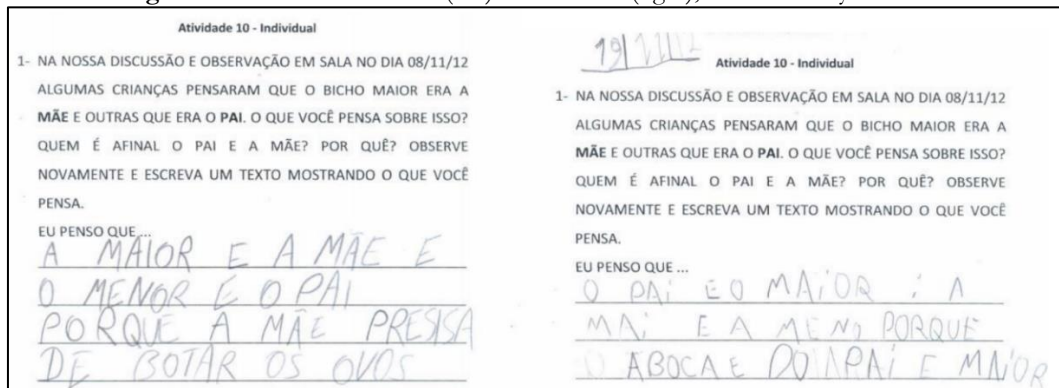 Atividade 10 - Individual
1- NA NOSSA DISCUSSÃO E OBSERVAÇÃO EM SALA NO DIA 08/11/12
ALGUMAS CRIANÇAS PENSARAM QUE O BICHO MAIOR ERA A
MÃE E OUTRAS QUE ERA O PAI. O QUE VOCÊ PENSA SOBRE ISSO?
QUEM É AFINAL O PAI E A MÃE? POR QUÊ? OBSERVE
NOVAMENTE E ESCREVA UM TEXTO MOSTRANDO O QUE VOCÊ
PENSA.
EU PENSO QUE ...
A MAIOR E A MÃE E
O MENOR E O PAI
PORQUE A MÃE PRESISA
DE BOTAR OS OVOS
19/11/12
Atividade 10 - Individual
1- NA NOSSA DISCUSSÃO E OBSERVAÇÃO EM SALA NO DIA 08/11/12
ALGUMAS CRIANÇAS PENSARAM QUE O BICHO MAIOR ERA A
MÃE E OUTRAS QUE ERA O PAI. O QUE VOCÊ PENSA SOBRE ISSO?
QUEM É AFINAL O PAI E A MÃE? POR QUÊ? OBSERVE
NOVAMENTE E ESCREVA UM TEXTO MOSTRANDO O QUE VOCÊ
PENSA.
EU PENSO QUE ...
O PAI E O MAIOR : A
MAI E A MENO PORQUE
ABOCA E DO PAI E MAIOR